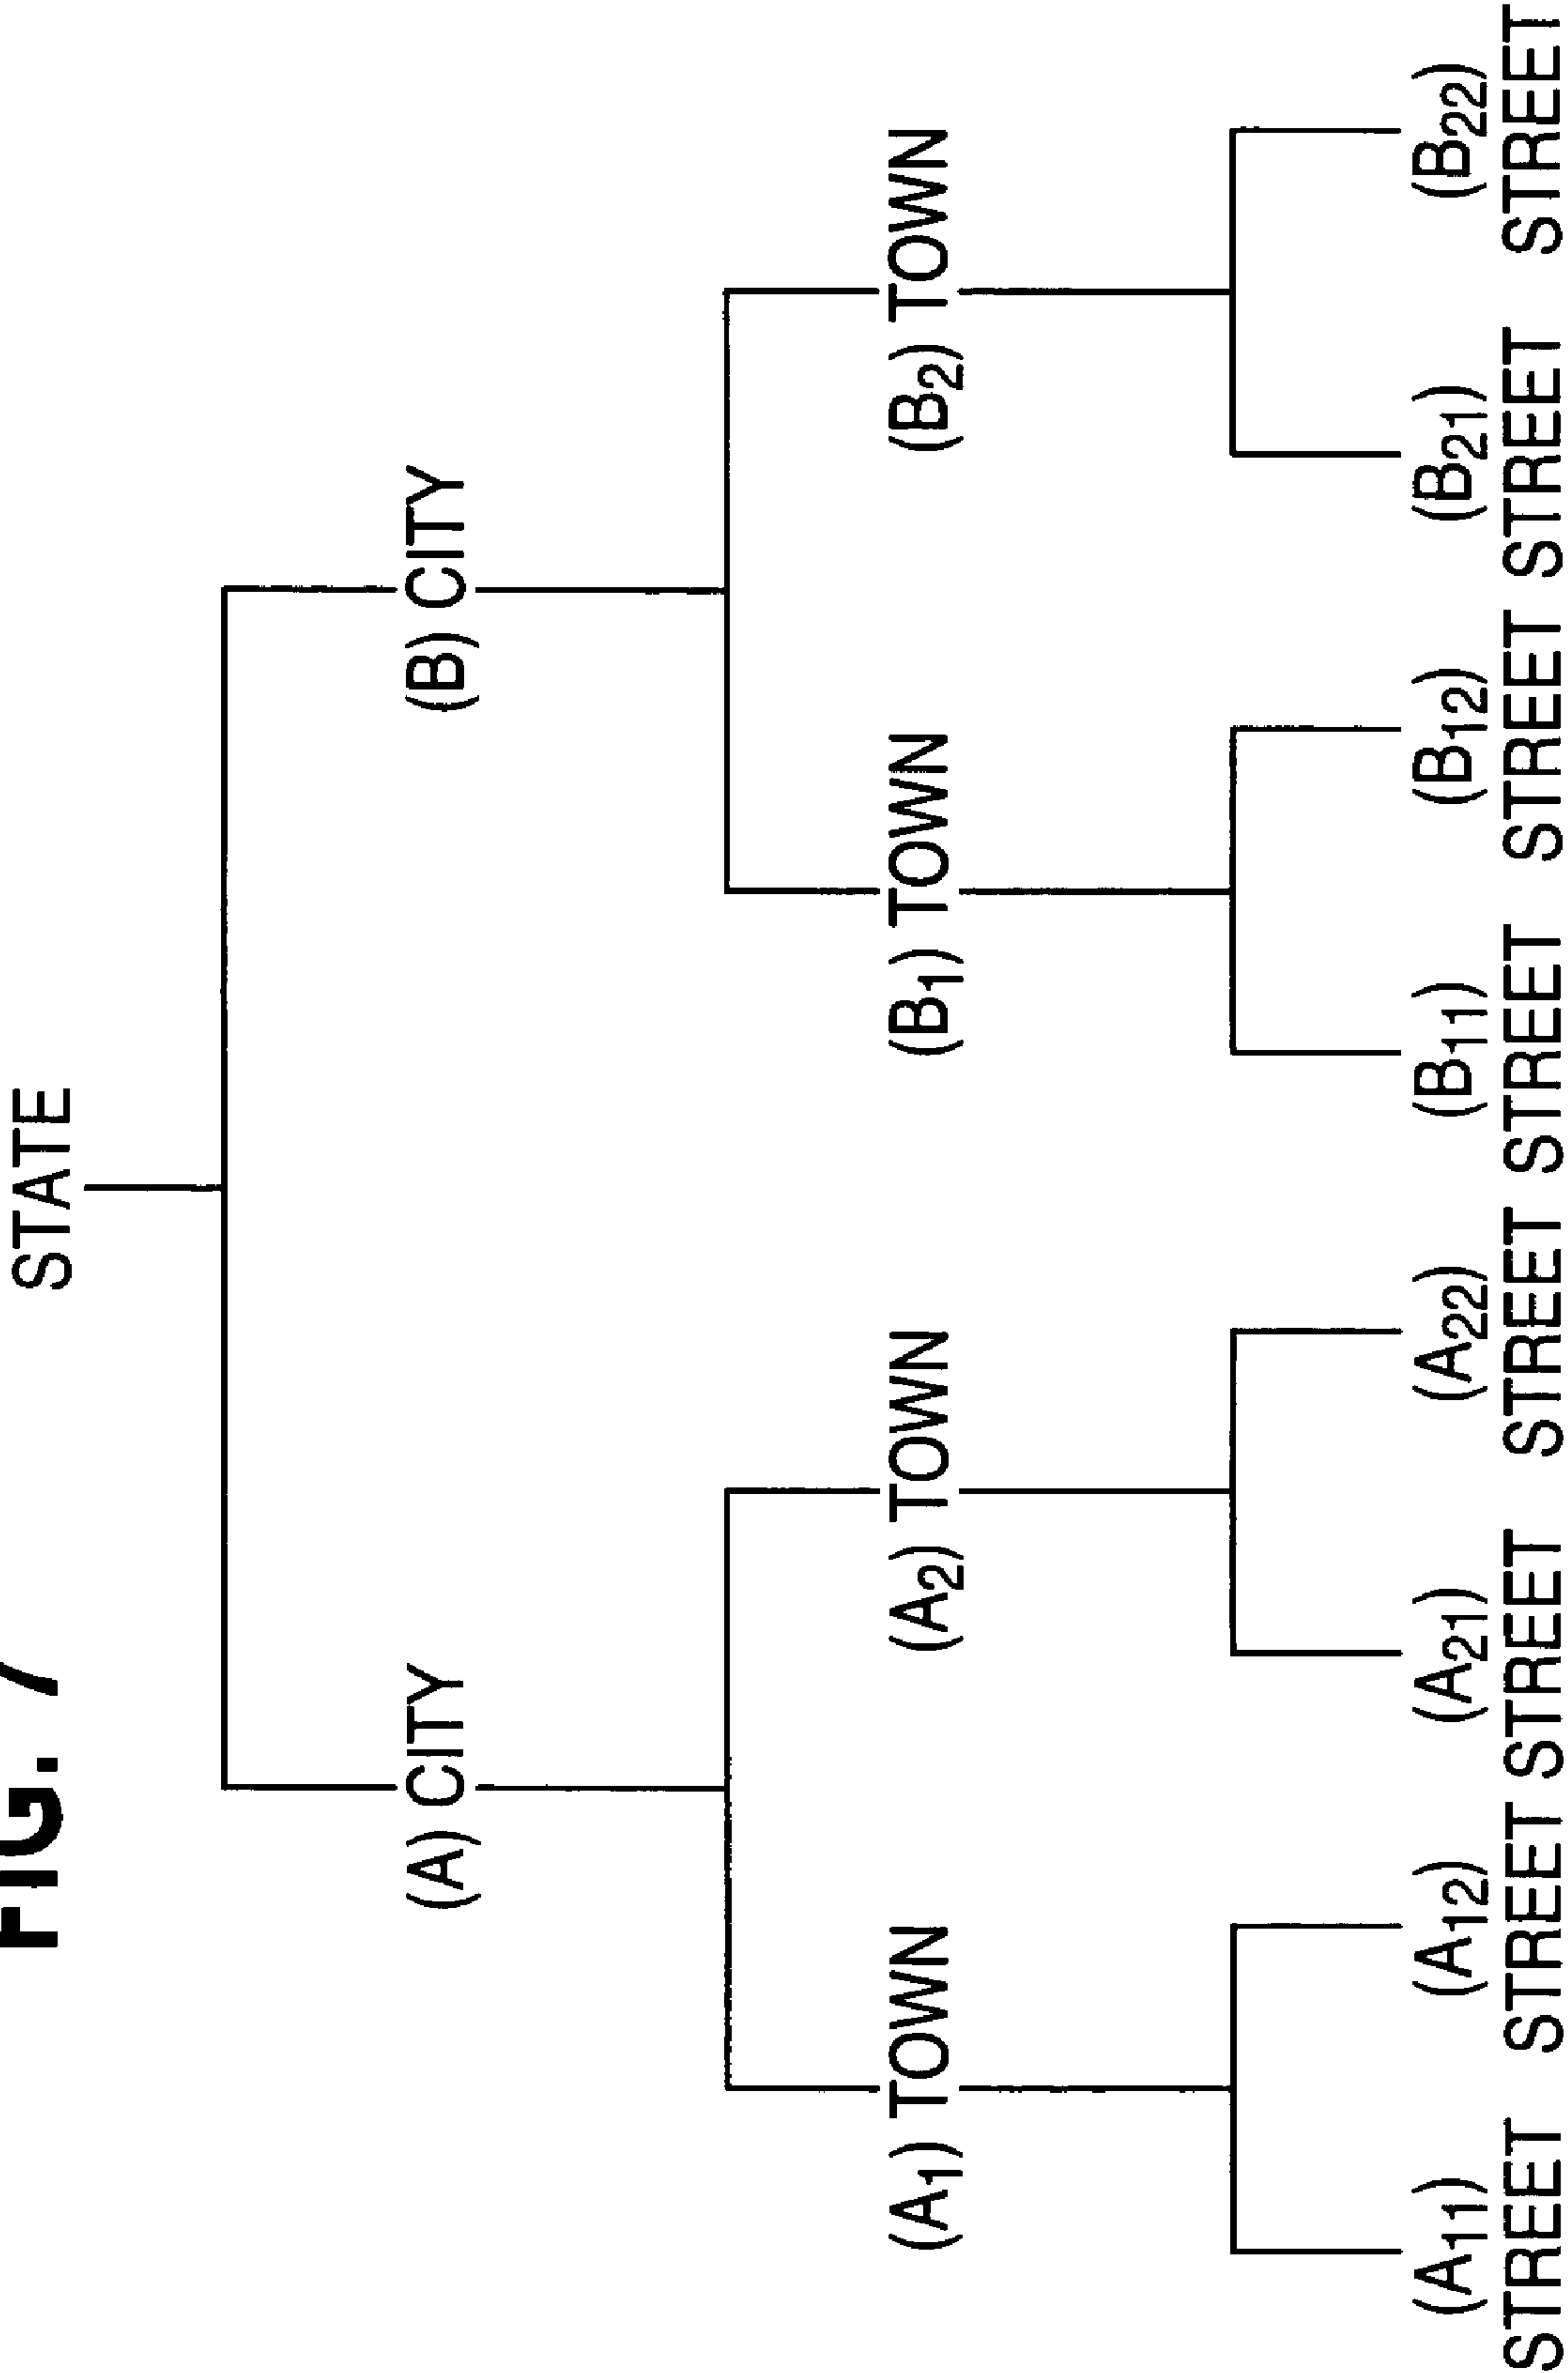 FIG. 7
STATE
(A) CITY (B) CITY
(A₁) TOWN (A₂) TOWN (B₁) TOWN (B₂) TOWN
(A₁₁) (A₁₂) (A₂₁) (A₂₂) (B₁₁) (B₁₂) (B₂₁) (B₂₂)
STREET STREET STREET STREET STREET STREET STREET STREET